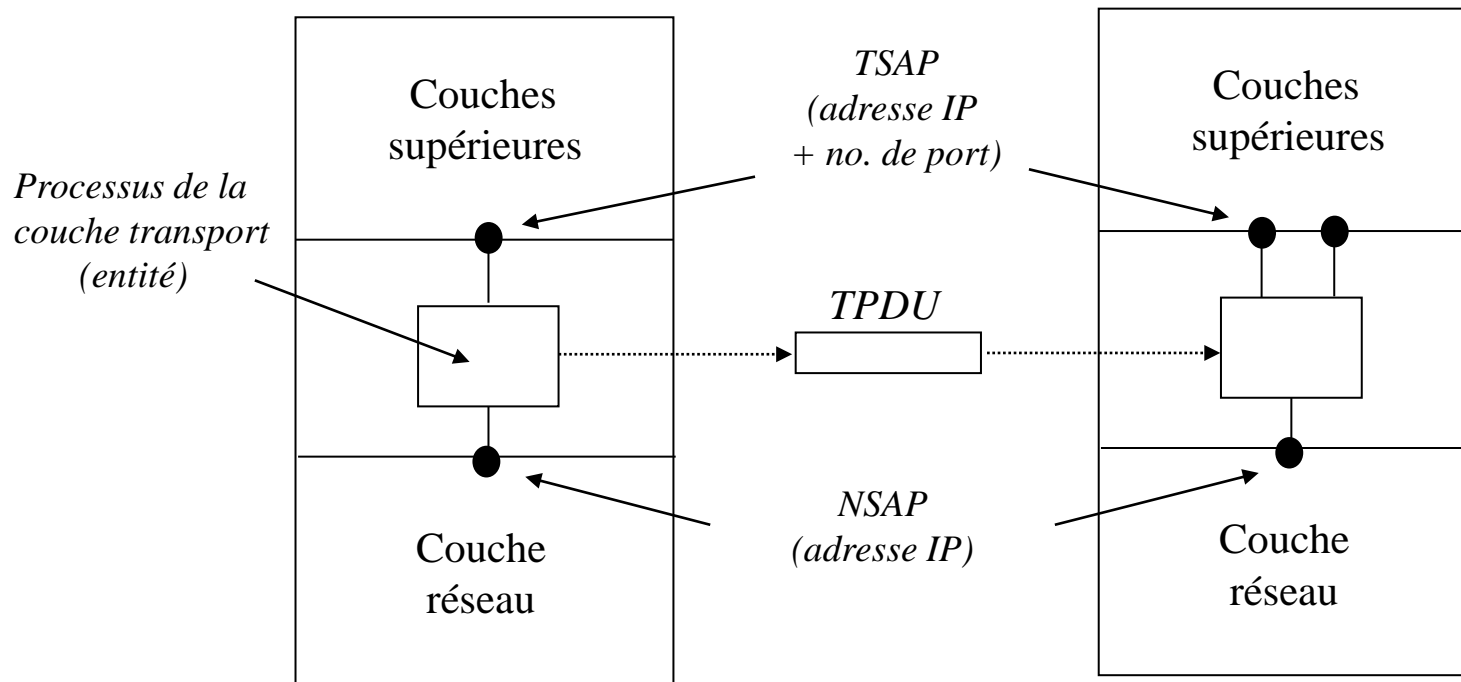 Couches
supérieures
TSAP
(adresse IP
+ no. de port)
Couches
supérieures
Processus de la
couche transport
(entité)
TPDU
NSAP
(adresse IP)
Couche
réseau
Couche
réseau